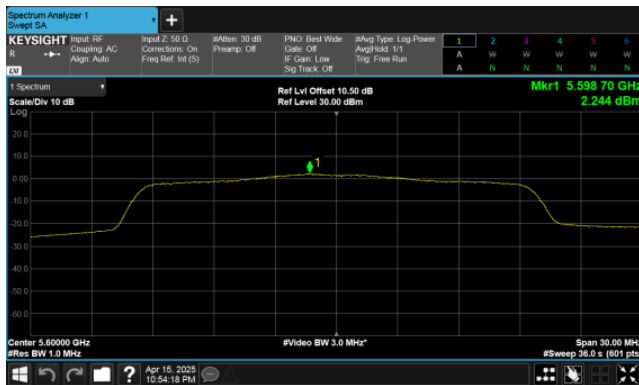 Spectrum Analyzer 1
Swept SA
+
KEYSIGHT Input: RF Input Z: 50 Ω #Atten: 30 dB PNO: Best Wide #Avg Type: Log-Power 1 2 3 4 5 6
R Coupling: AC Corrections: On Preamp: Off Gate: Off Avg|Hold: 1/1 A W W W W W
Align: Auto Freq Ref: Int (S) IF Gain: Low Trig: Free Run
LXI Sig Track: Off A N N N N N
1 Spectrum Ref Lvl Offset 10.50 dB Mkr1 5.598 70 GHz
Scale/Div 10 dB Ref Level 30.00 dBm 2.244 dBm
Log
20.0
10.0
1
0.00
-10.0
-20.0
-30.0
-40.0
-50.0
-60.0
Center 5.60000 GHz #Video BW 3.0 MHz* Span 30.00 MHz
#Res BW 1.0 MHz #Sweep 36.0 s (601 pts)
? Apr 15, 2025
10:54:18 PM